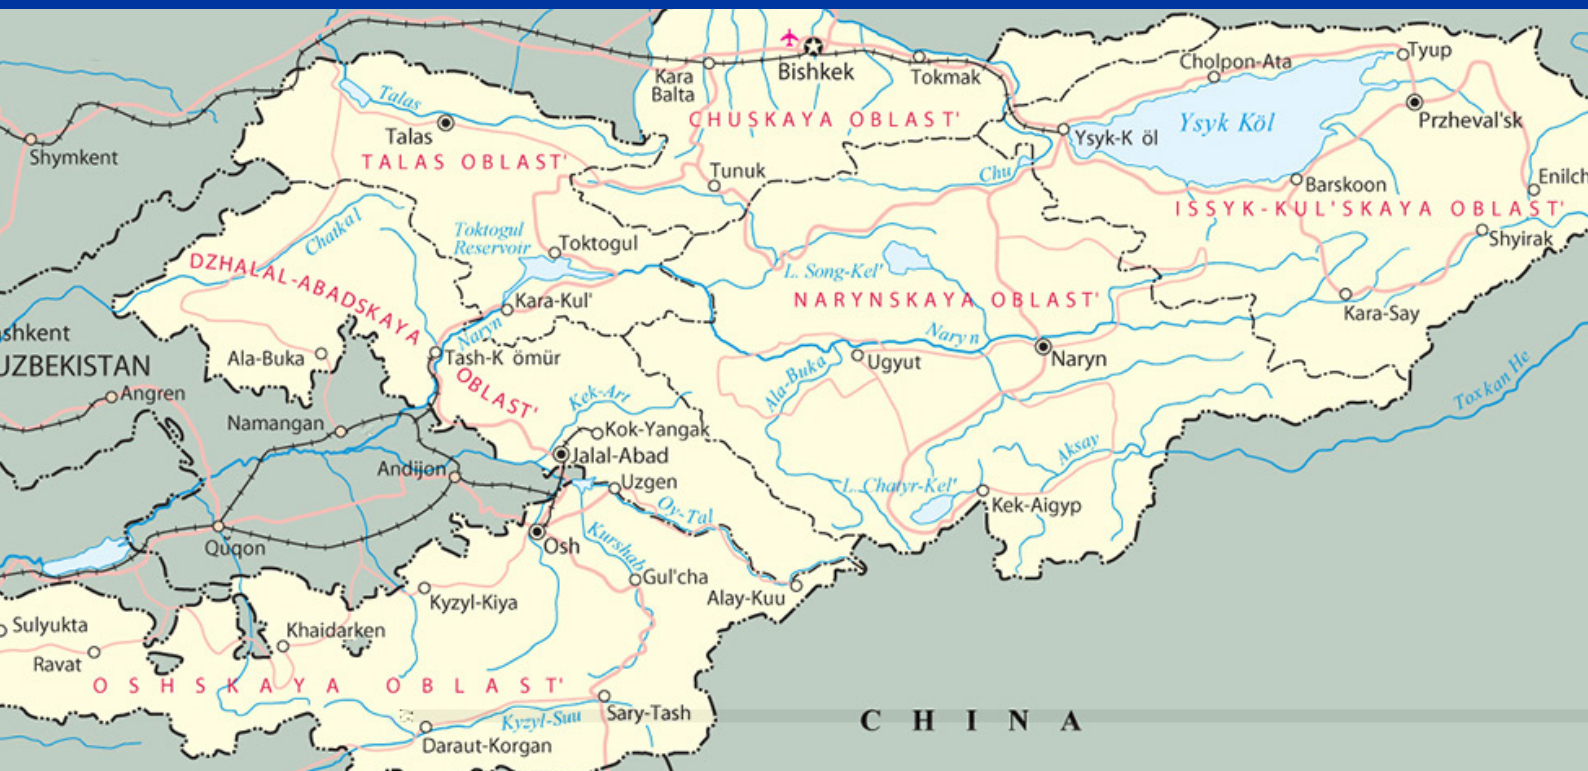 Tyup
Cholpon-Ata
Kara
Balta
Bishkek
Tokmak
Talas
Talas
CHUSKAYA OBLAST'
Ysyk Köl
Przheval'sk
Ysyk-K öl
Shymkent
TALAS OBLAST'
Tunuk
Chu
Barskoon
Enilch
ISSYK-KUL'SKAYA OBLAST'
Chatkal
Toktogul
Reservoir
Toktogul
Shyirak
DZHALAL-ABADSKAYA
OBLAST'
L. Song-Kel'
NARYNSKAYA OBLAST'
Kara-Kul'
Kara-Say
shkent
UZBEKISTAN
Naryn
Naryn
Ala-Buka
Tash-K ömür
Ugyut
Naryn
Ala-Buka
Toxkan He
Angren
Kek-Art
Namangan
Kok-Yangak
Jalal-Abad
Andijon
Aksay
Uzgen
L. Chatyr-Kel'
Kek-Aigyp
Oy-Tal
Quqon
Osh
Kurshab
Gul'cha
Kyzyl-Kiya
Alay-Kuu
Sulyukta
Khaidarken
Ravat
OSHSKAYA OBLAST'
Sary-Tash
Kyzyl-Suu
CHINA
Daraut-Korgan